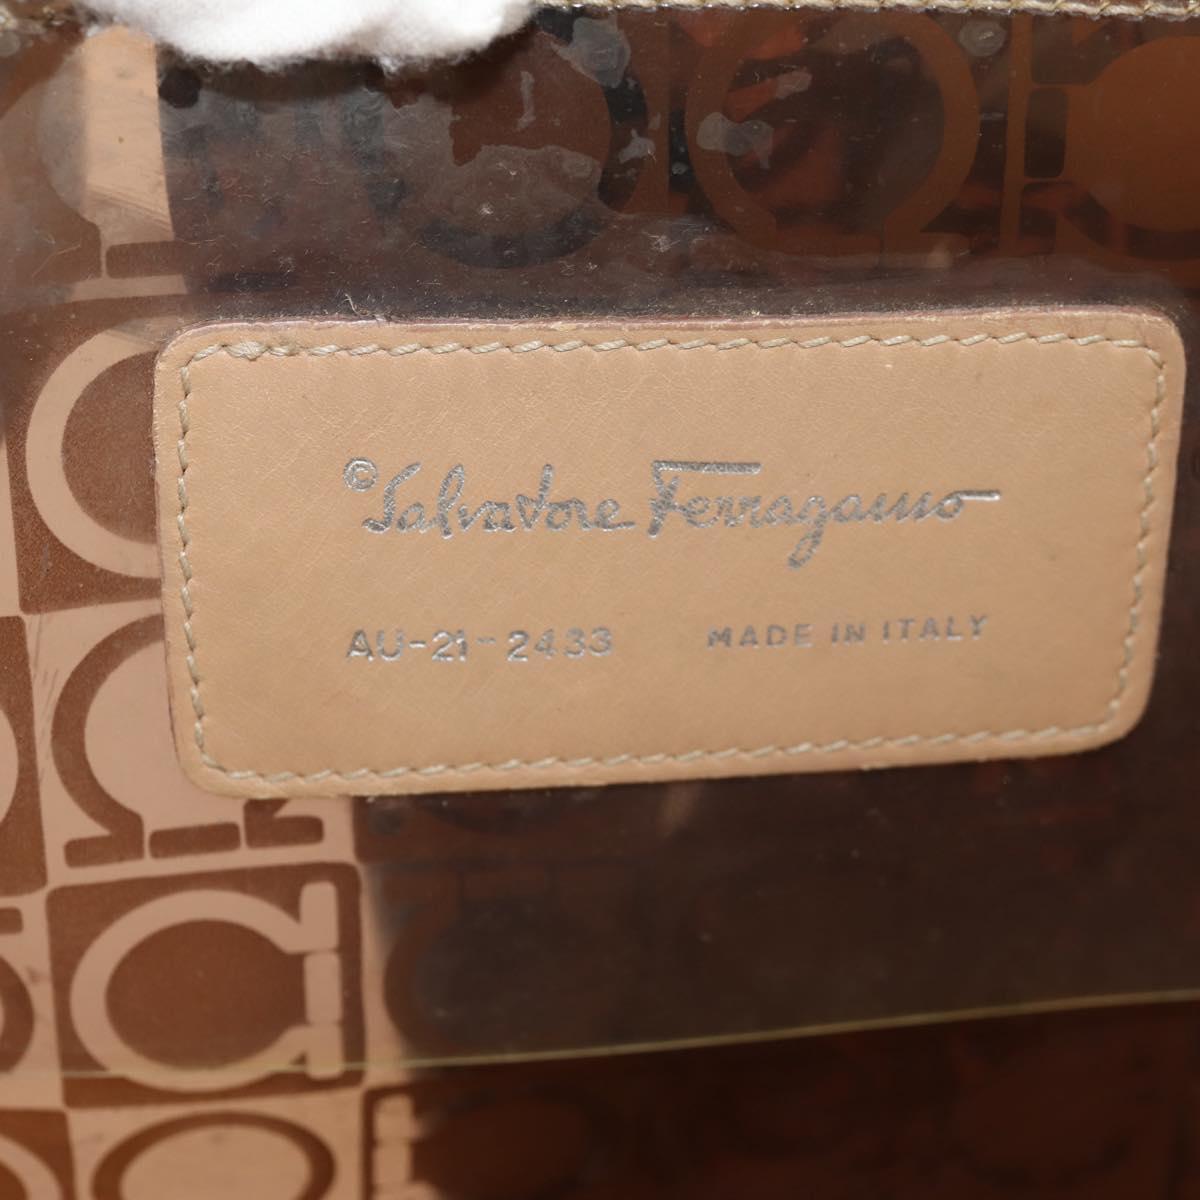 © Salvatore Ferragamo
AU-21-2433 MADE IN ITALY